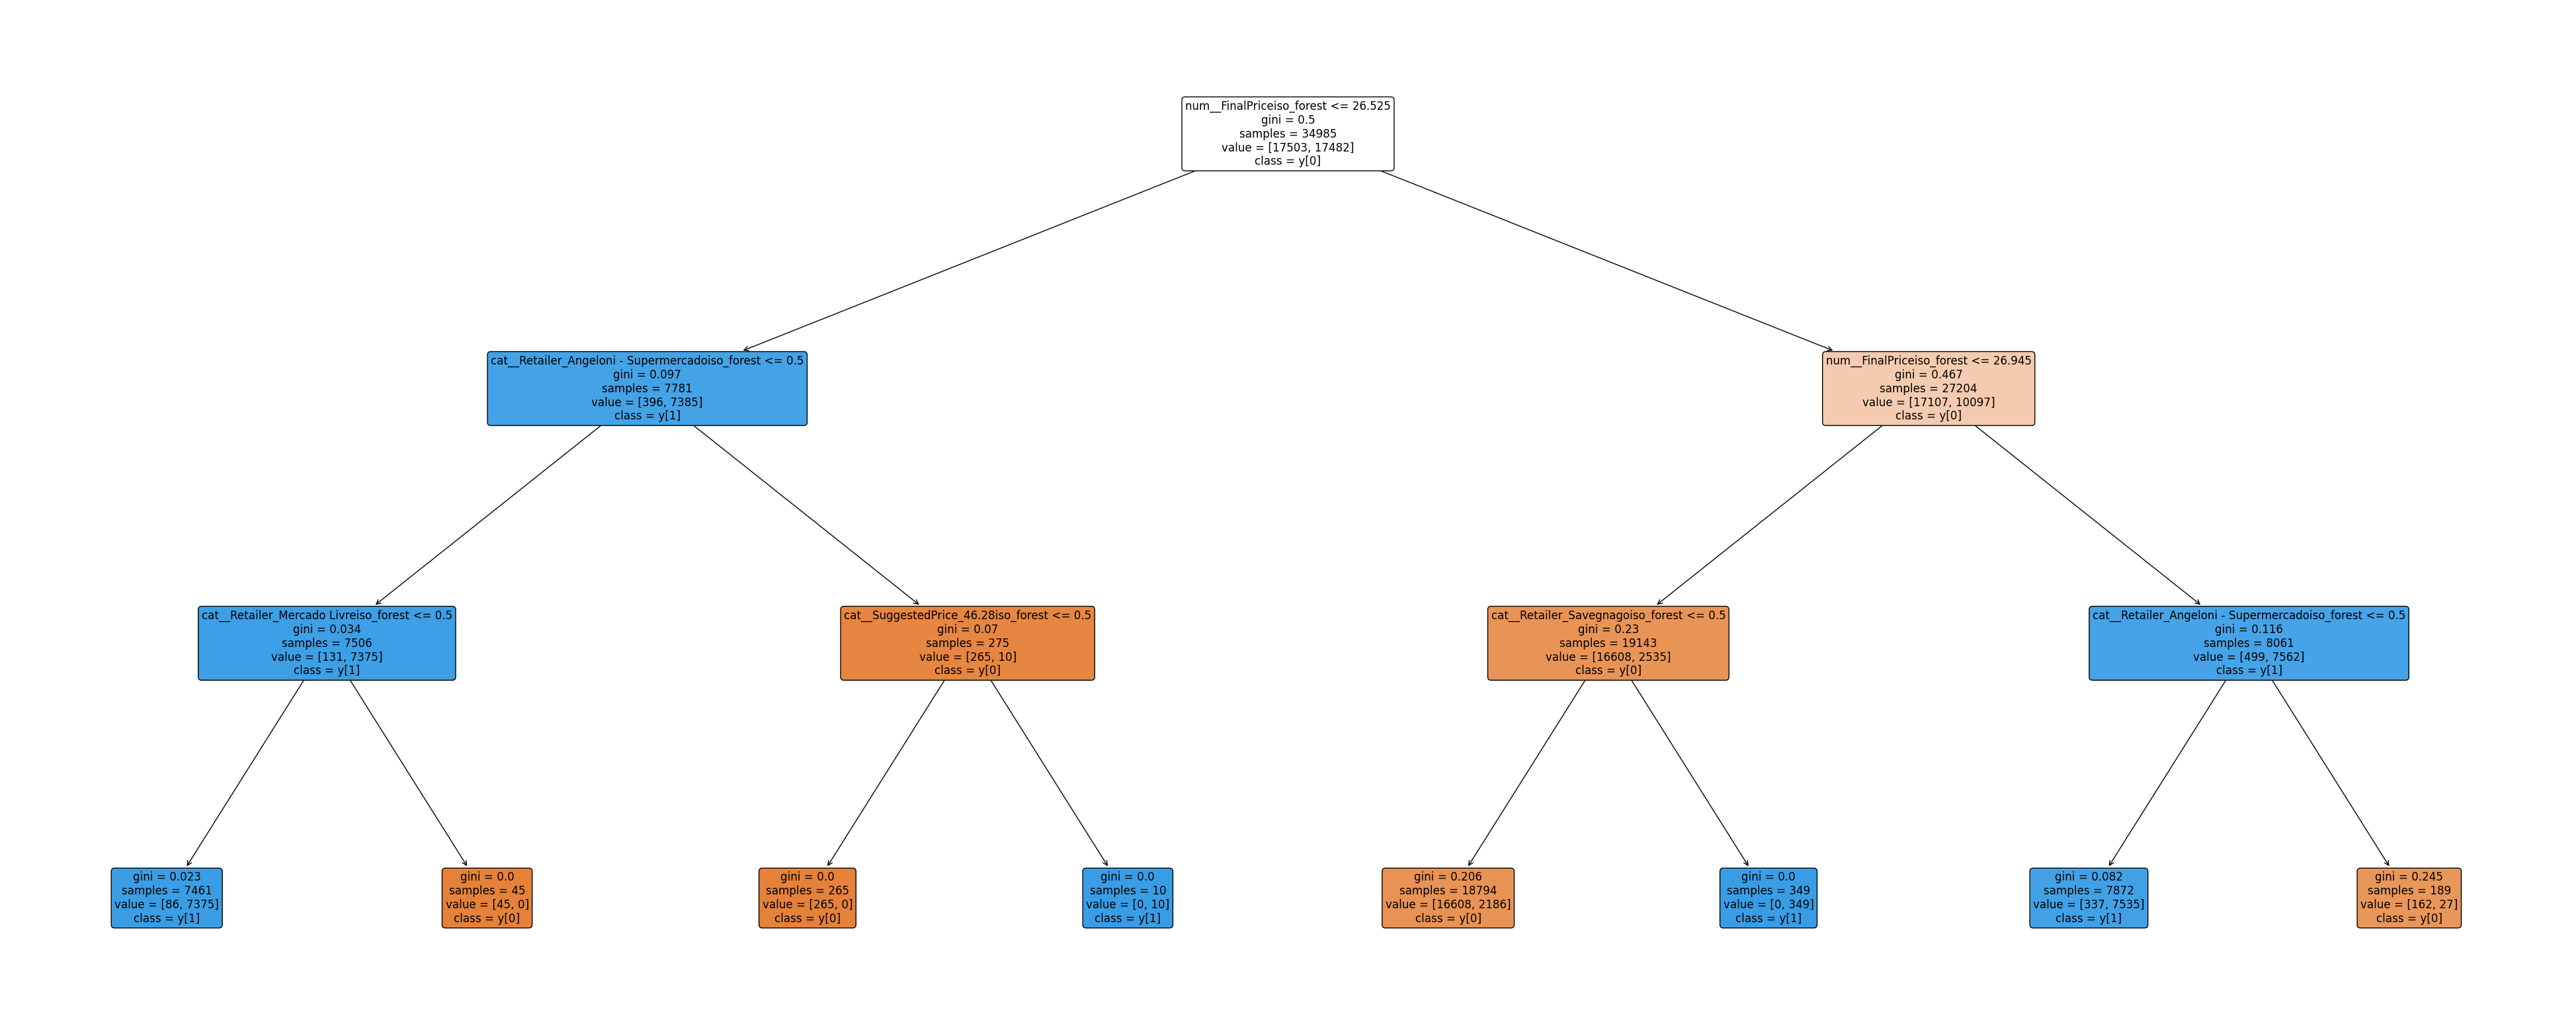 num__FinalPriceiso_forest <= 26.525
gini = 0.5
samples = 34985
value = [17503, 17482]
class = y[0]
cat__Retailer_Angeloni - Supermercadoiso_forest <= 0.5
gini = 0.097
samples = 7781
value = [396, 7385]
class = y[1]
num__FinalPriceiso_forest <= 26.945
gini = 0.467
samples = 27204
value = [17107, 10097]
class = y[0]
cat__Retailer_Mercado Livreiso_forest <= 0.5
gini = 0.034
samples = 7506
value = [131, 7375]
class = y[1]
cat__SuggestedPrice_46.28iso_forest <= 0.5
gini = 0.07
samples = 275
value = [265, 10]
class = y[0]
cat__Retailer_Savegnagoiso_forest <= 0.5
gini = 0.23
samples = 19143
value = [16608, 2535]
class = y[0]
cat__Retailer_Angeloni - Supermercadoiso_forest <= 0.5
gini = 0.116
samples = 8061
value = [499, 7562]
class = y[1]
gini = 0.023
samples = 7461
value = [86, 7375]
class = y[1]
gini = 0.0
samples = 45
value = [45, 0]
class = y[0]
gini = 0.0
samples = 265
value = [265, 0]
class = y[0]
gini = 0.0
samples = 10
value = [0, 10]
class = y[1]
gini = 0.206
samples = 18794
value = [16608, 2186]
class = y[0]
gini = 0.0
samples = 349
value = [0, 349]
class = y[1]
gini = 0.082
samples = 7872
value = [337, 7535]
class = y[1]
gini = 0.245
samples = 189
value = [162, 27]
class = y[0]